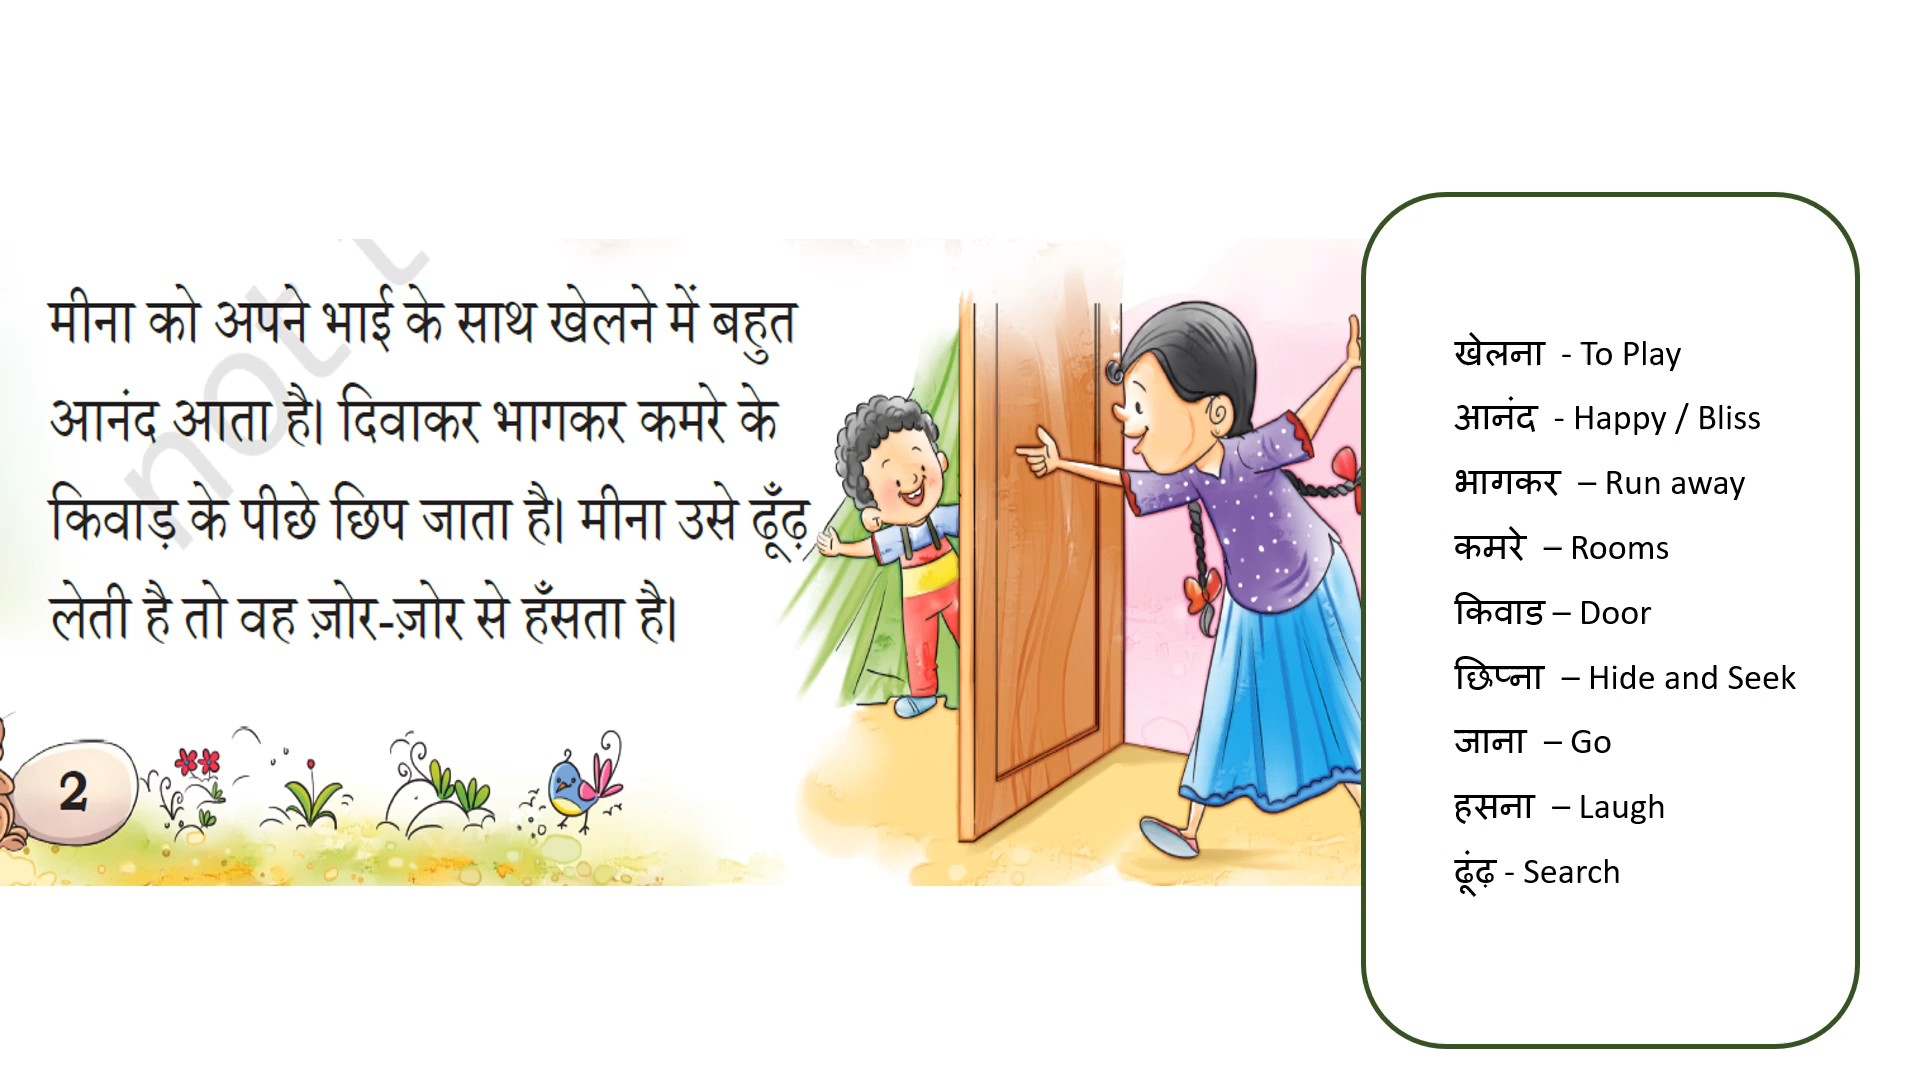 मीना को अपने भाई के साथ खेलने में बहुत
आनंद आता है। दिवाकर भागकर कमरे के
किवाड़ के पीछे छिप जाता है। मीना उसे ढूँढ़
लेती है तो वह ज़ोर-ज़ोर से हँसता है।
2
not t
खेलना - To Play
आनंद - Happy / Bliss
भागकर – Run away
कमरे – Rooms
किवाड – Door
छिप्ना – Hide and Seek
जाना – Go
हसना – Laugh
ढूंढ़ - Search